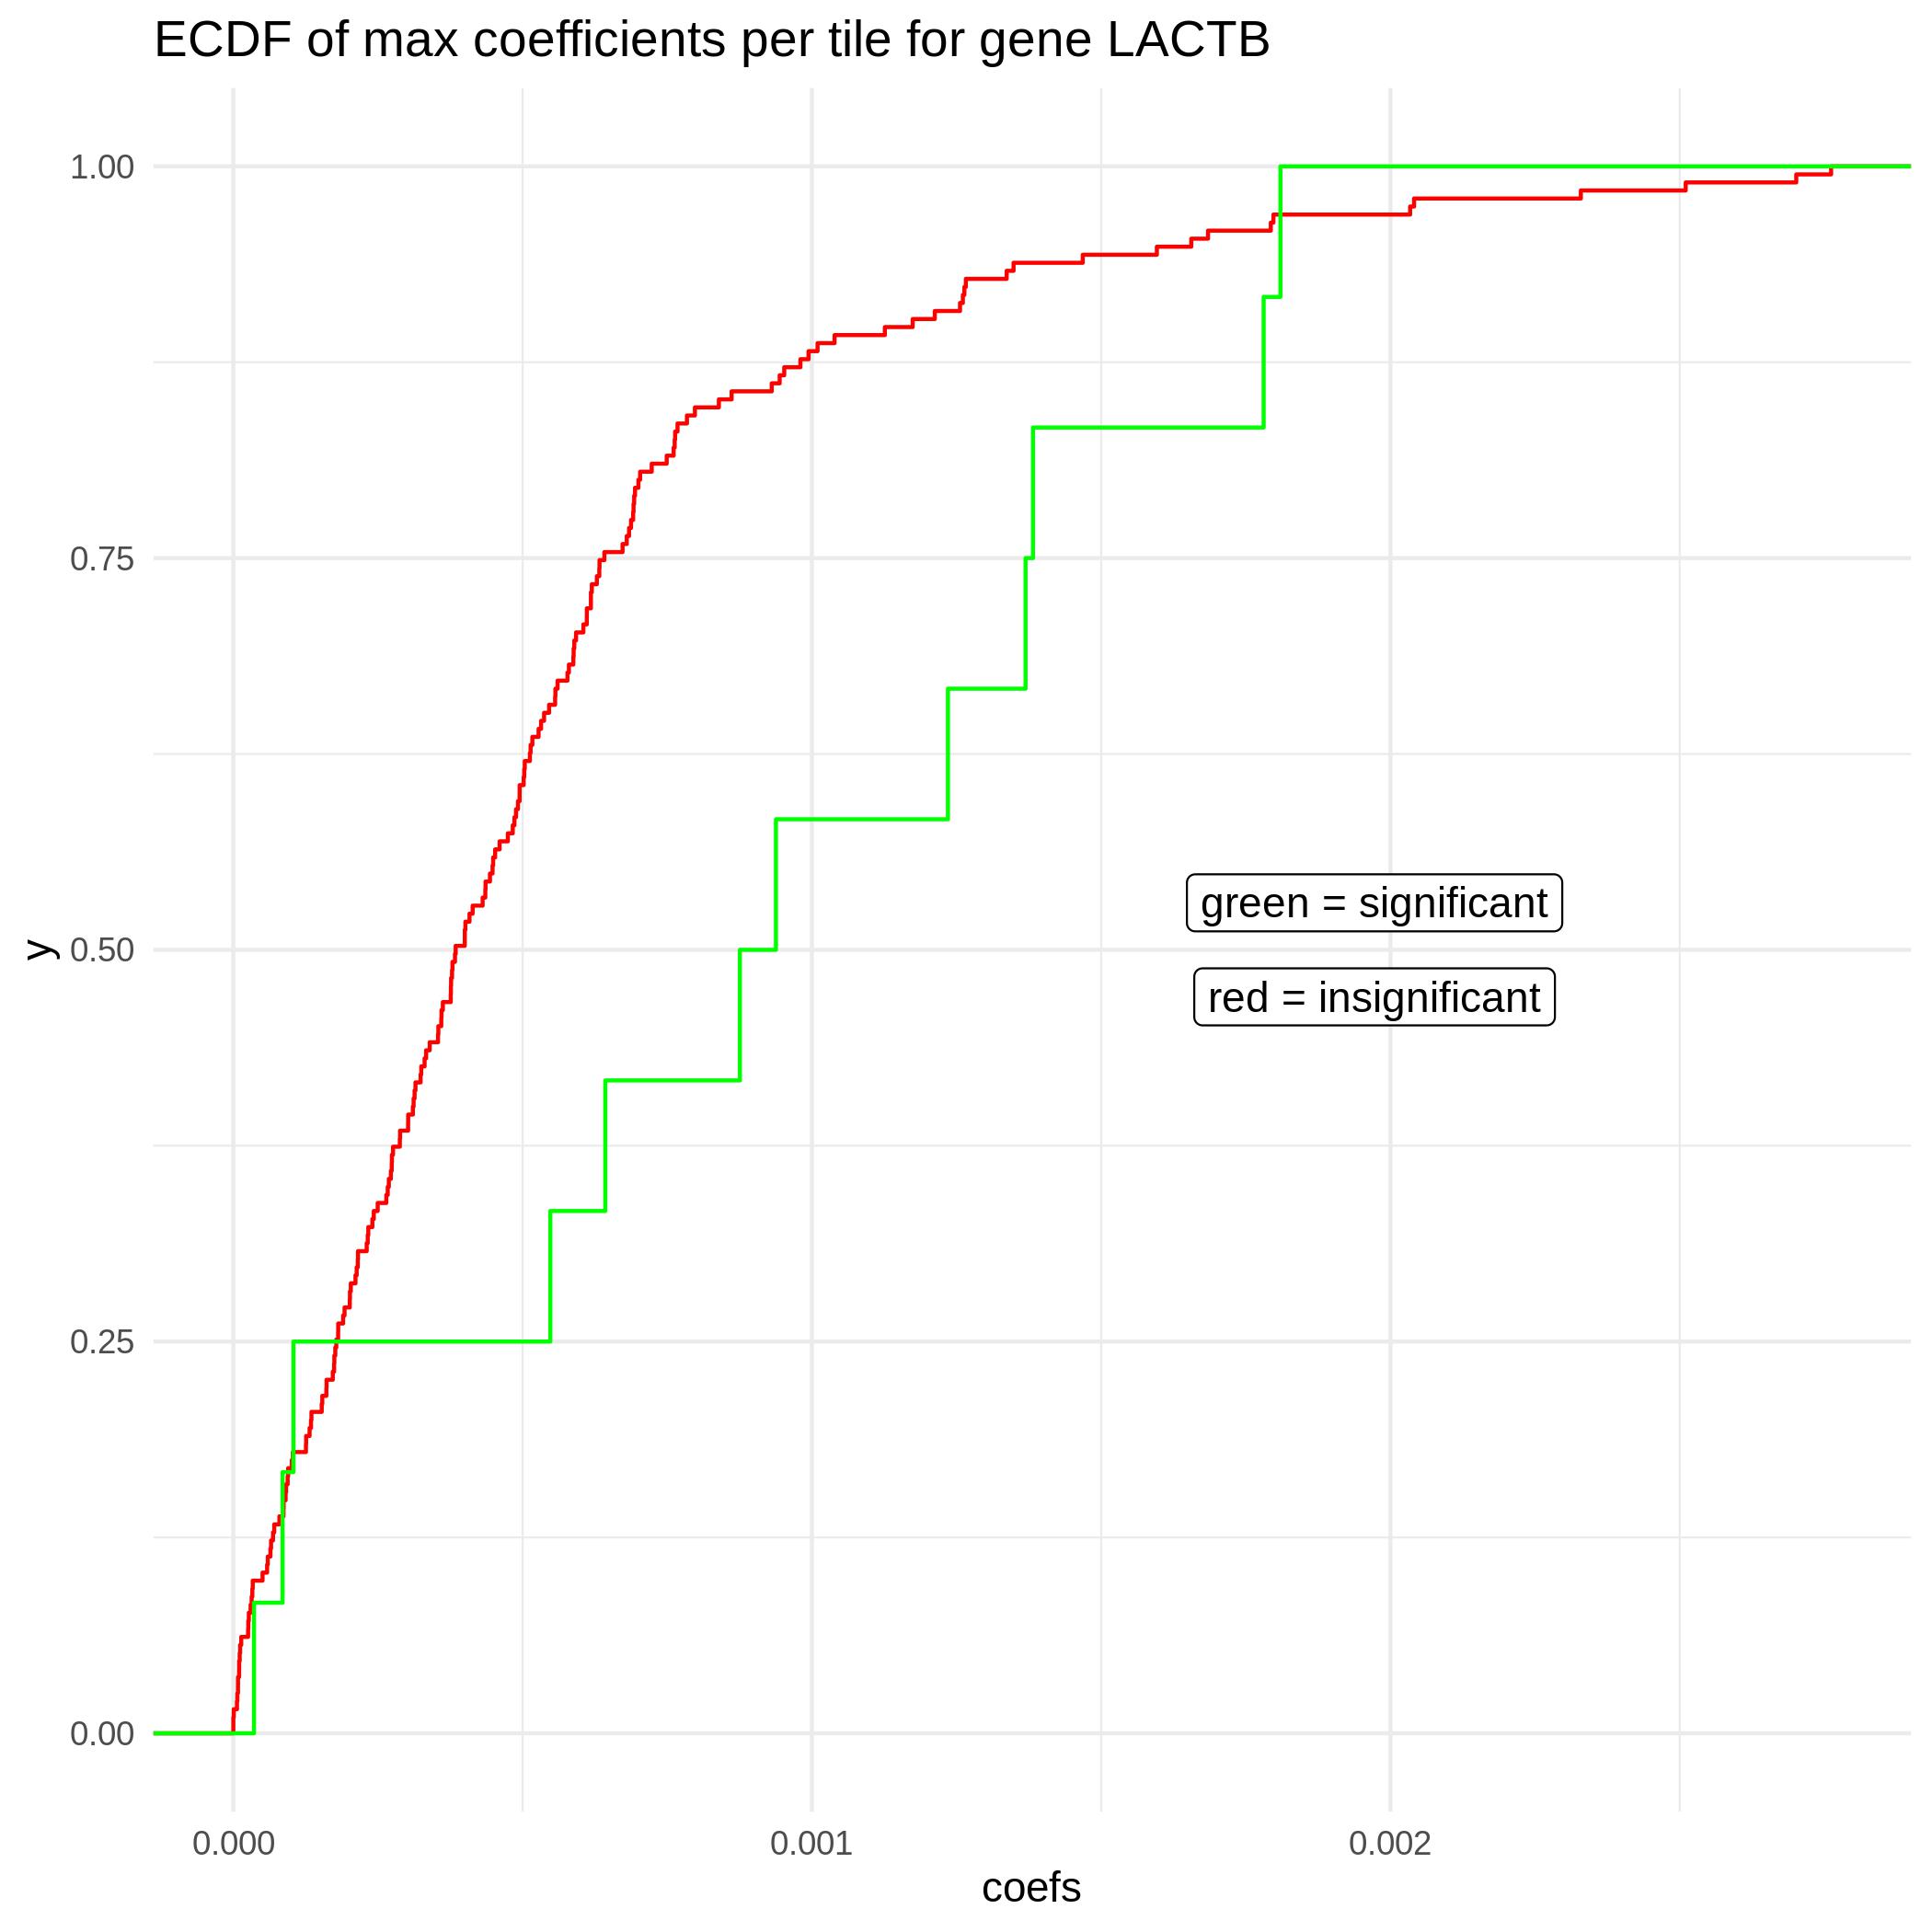 ECDF of max coefficients per tile for gene LACTB
1.00
0.75
0.50
0.25
0.00
y
green = significant
red = insignificant
0.000 0.001 0.002
coefs